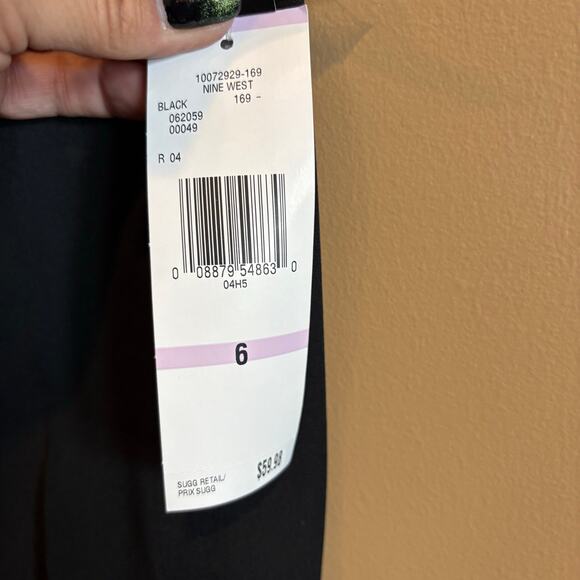 10072929-169
NINE WEST
BLACK 169 -
062059
00049
R 04
0 08879 54863 0
04H5
6
$59.98
SUGG RETAIL/
PRIX SUGG